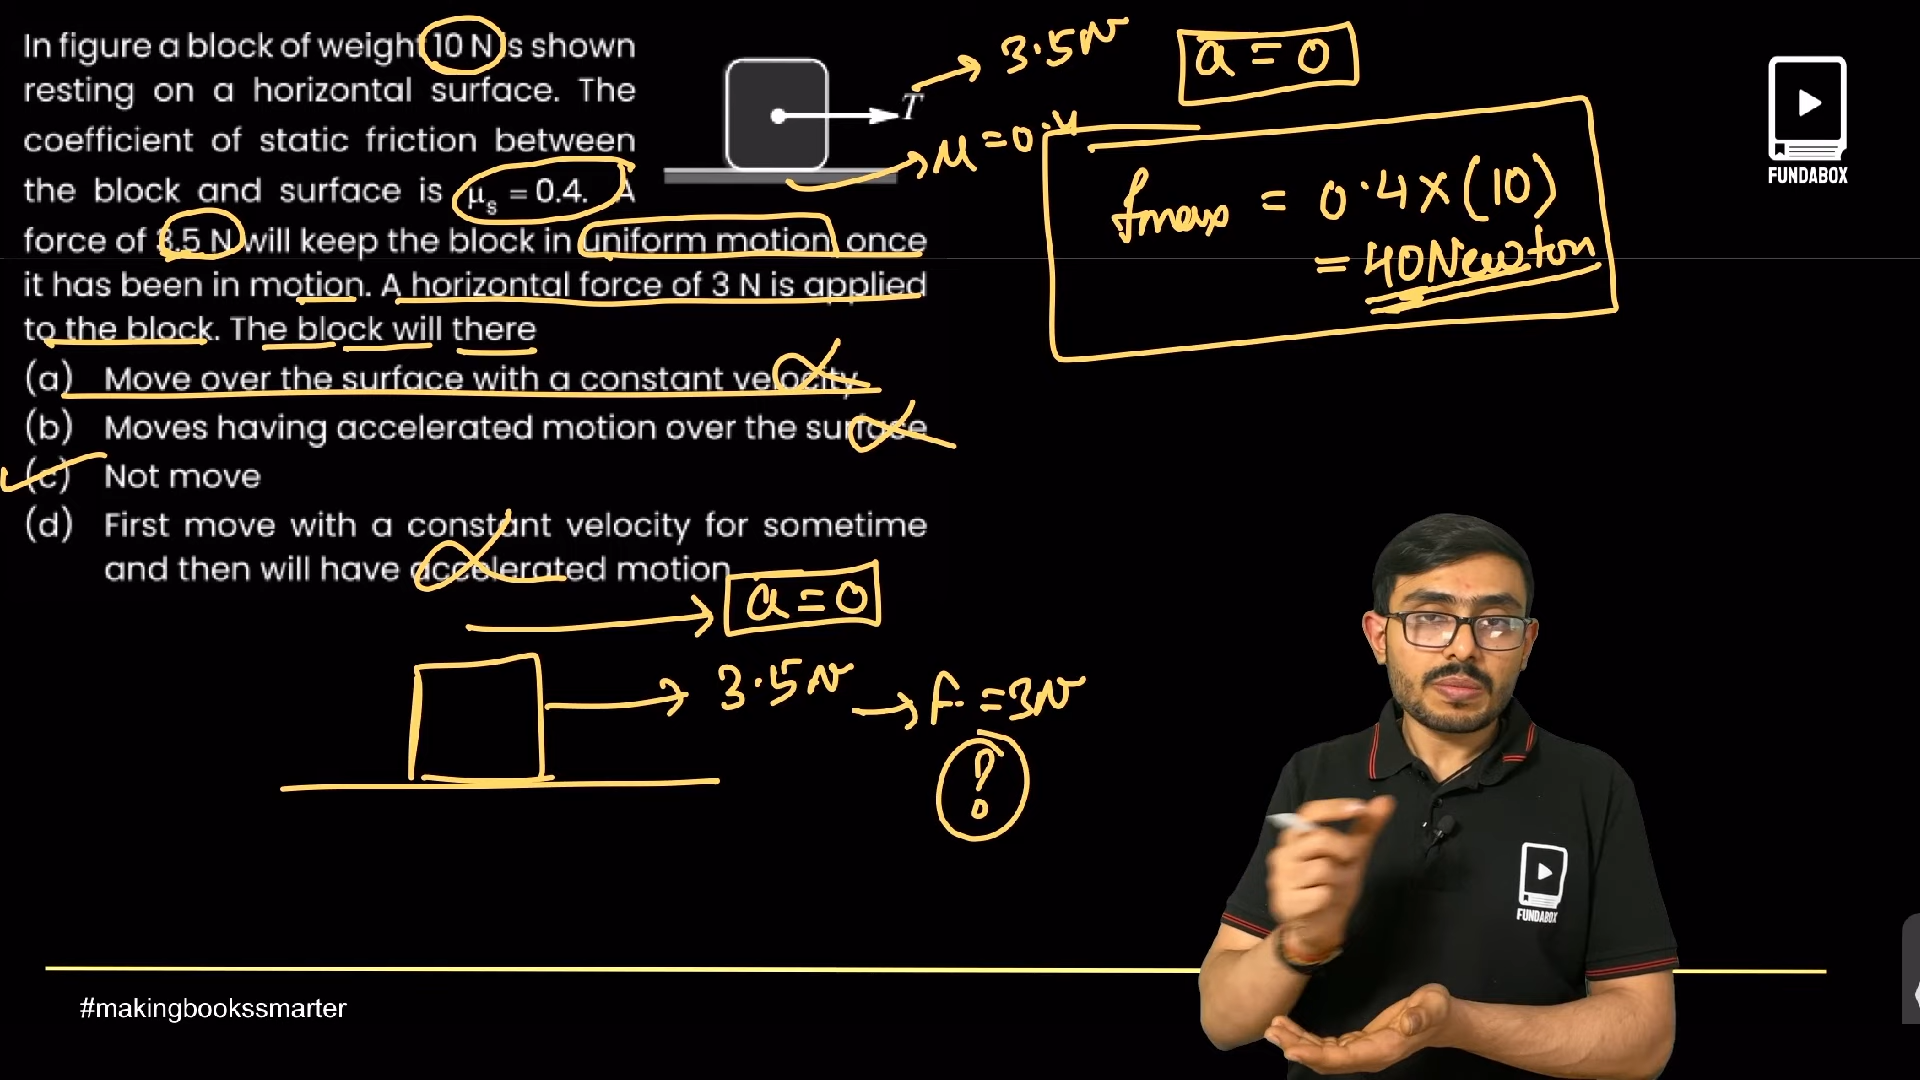 In figure a block of weight 10 N is shown
resting on a horizontal surface. The
coefficient of static friction between
the block and surface is μs = 0.4. A
force of 3.5 N will keep the block in uniform motion, once
it has been in motion. A horizontal force of 3 N is applied
to the block. The block will there
(a) Move over the surface with a constant velocity
(b) Moves having accelerated motion over the surface
(c) Not move
(d) First move with a constant velocity for sometime
and then will have accelerated motion
T
3.5N
μ = 0.4
a = 0
fmax = 0.4 × (10)
= 40 Newton
a = 0
3.5N
F = 3N
?
FUNDABOX
FUNDABOX
#makingbookssmarter